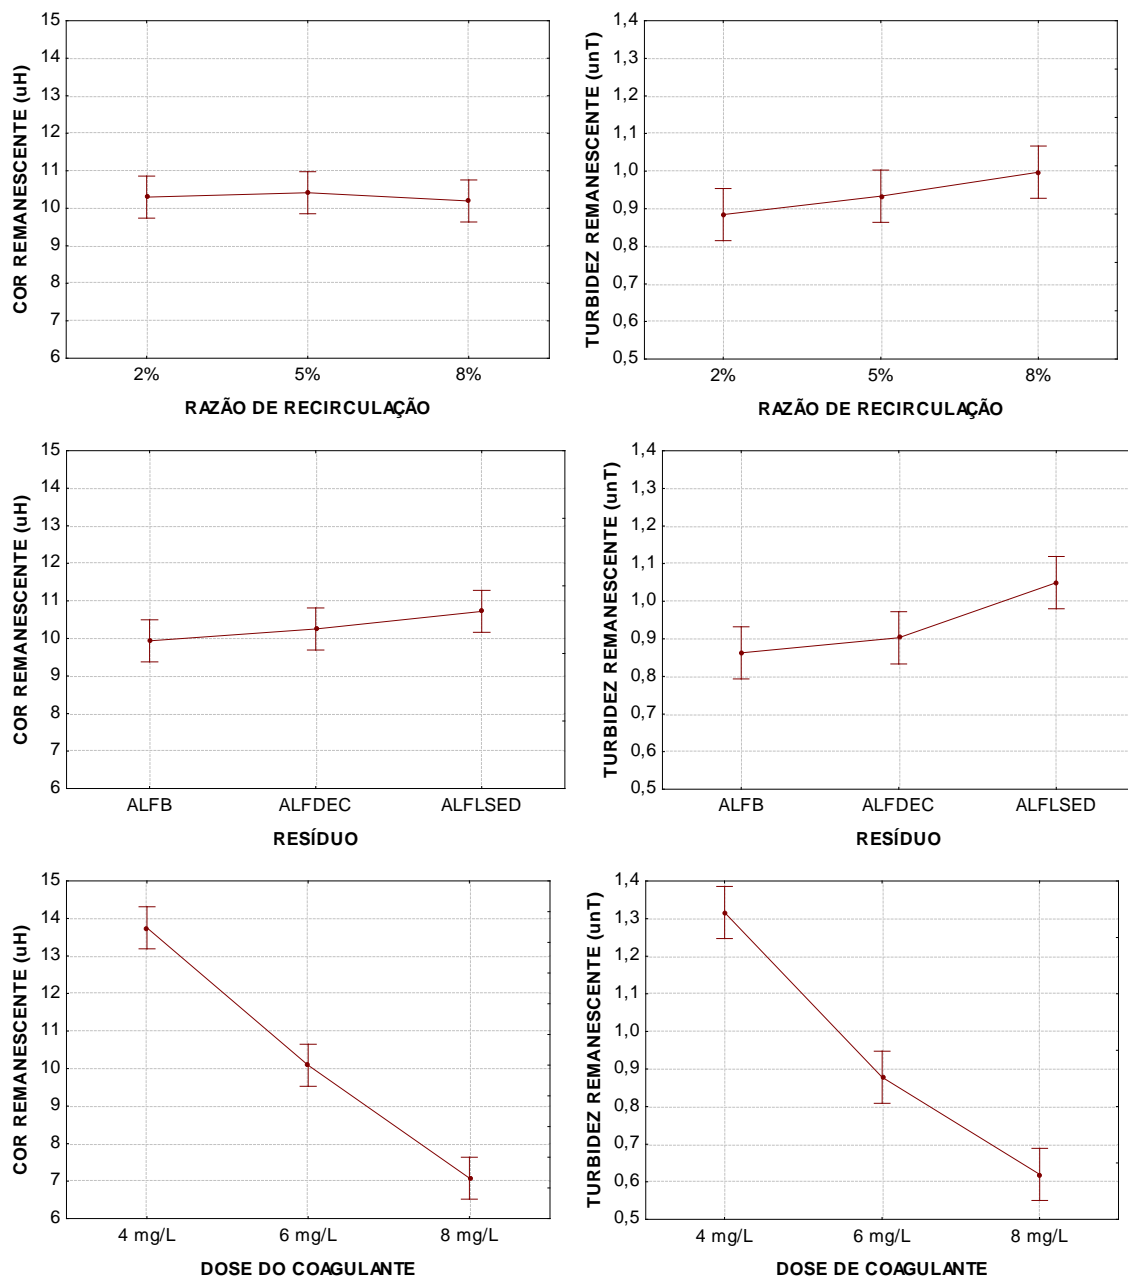 COR REMANESCENTE (uH)
15
14
13
12
11
10
9
8
7
6
2%
5%
8%
RAZÃO DE RECIRCULAÇÃO
TURBIDEZ REMANESCENTE (unT)
1,4
1,3
1,2
1,1
1,0
0,9
0,8
0,7
0,6
0,5
2%
5%
8%
RAZÃO DE RECIRCULAÇÃO
COR REMANESCENTE (uH)
15
14
13
12
11
10
9
8
7
6
ALFB
ALFDEC
ALFLSED
RESÍDUO
TURBIDEZ REMANESCENTE (unT)
1,4
1,3
1,2
1,1
1,0
0,9
0,8
0,7
0,6
0,5
ALFB
ALFDEC
ALFLSED
RESÍDUO
COR REMANESCENTE (uH)
15
14
13
12
11
10
9
8
7
6
4 mg/L
6 mg/L
8 mg/L
DOSE DO COAGULANTE
TURBIDEZ REMANESCENTE (unT)
1,4
1,3
1,2
1,1
1,0
0,9
0,8
0,7
0,6
0,5
4 mg/L
6 mg/L
8 mg/L
DOSE DE COAGULANTE